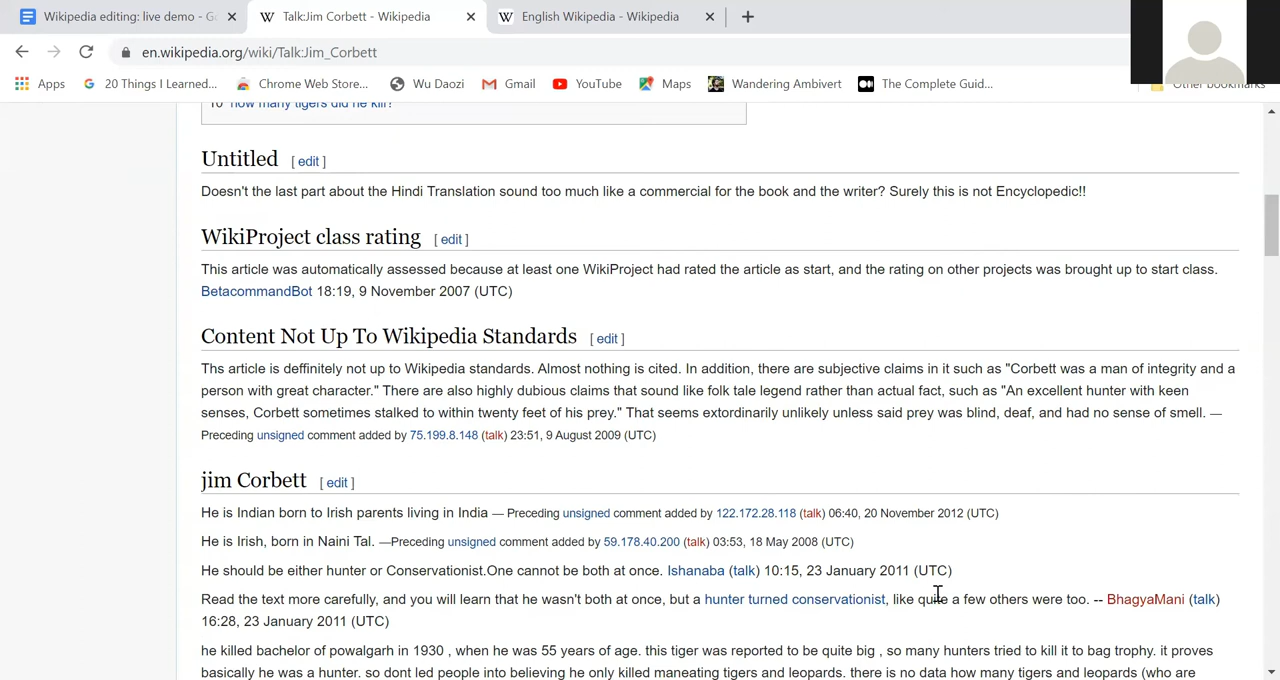 Wikipedia editing: live demo - G
Talk:Jim Corbett - Wikipedia
English Wikipedia - Wikipedia
en.wikipedia.org/wiki/Talk:Jim_Corbett
Apps
20 Things I Learned...
Chrome Web Store...
Wu Daozi
Gmail
YouTube
Maps
Wandering Ambivert
The Complete Guid...
Other bookmarks
10 how many tigers did he kill?
Untitled [ edit ]
Doesn't the last part about the Hindi Translation sound too much like a commercial for the book and the writer? Surely this is not Encyclopedic!!
WikiProject class rating [ edit ]
This article was automatically assessed because at least one WikiProject had rated the article as start, and the rating on other projects was brought up to start class.
BetacommandBot 18:19, 9 November 2007 (UTC)
Content Not Up To Wikipedia Standards [ edit ]
Ths article is deffinitely not up to Wikipedia standards. Almost nothing is cited. In addition, there are subjective claims in it such as "Corbett was a man of integrity and a
person with great character." There are also highly dubious claims that sound like folk tale legend rather than actual fact, such as "An excellent hunter with keen
senses, Corbett sometimes stalked to within twenty feet of his prey." That seems extordinarily unlikely unless said prey was blind, deaf, and had no sense of smell. —
Preceding unsigned comment added by 75.199.8.148 (talk) 23:51, 9 August 2009 (UTC)
jim Corbett [ edit ]
He is Indian born to Irish parents living in India — Preceding unsigned comment added by 122.172.28.118 (talk) 06:40, 20 November 2012 (UTC)
He is Irish, born in Naini Tal. —Preceding unsigned comment added by 59.178.40.200 (talk) 03:53, 18 May 2008 (UTC)
He should be either hunter or Conservationist.One cannot be both at once. Ishanaba (talk) 10:15, 23 January 2011 (UTC)
Read the text more carefully, and you will learn that he wasn't both at once, but a hunter turned conservationist, like quite a few others were too. -- BhagyaMani (talk)
16:28, 23 January 2011 (UTC)
he killed bachelor of powalgarh in 1930 , when he was 55 years of age. this tiger was reported to be quite big , so many hunters tried to kill it to bag trophy. it proves
basically he was a hunter. so dont led people into believing he only killed maneating tigers and leopards. there is no data how many tigers and leopards (who are